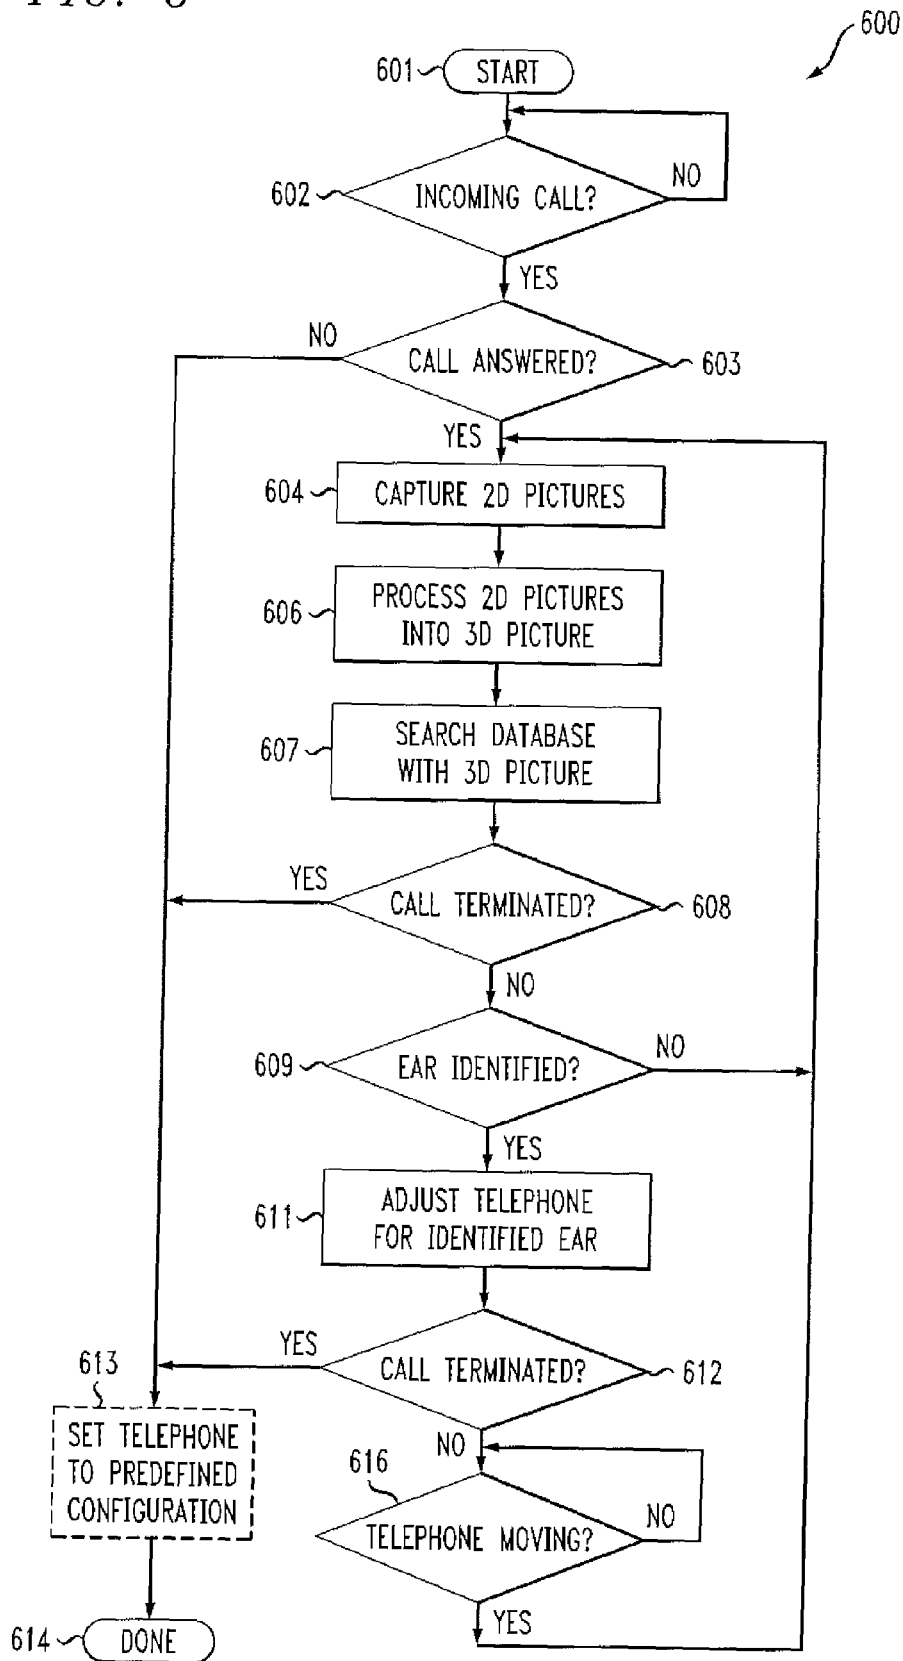 600
601
START
602
INCOMING CALL?
NO
YES
NO
CALL ANSWERED?
603
YES
604
CAPTURE 2D PICTURES
606
PROCESS 2D PICTURES
INTO 3D PICTURE
607
SEARCH DATABASE
WITH 3D PICTURE
YES
CALL TERMINATED?
608
NO
609
EAR IDENTIFIED?
NO
YES
611
ADJUST TELEPHONE
FOR IDENTIFIED EAR
YES
CALL TERMINATED?
612
613
SET TELEPHONE
TO PREDEFINED
CONFIGURATION
NO
616
TELEPHONE MOVING?
NO
YES
614
DONE